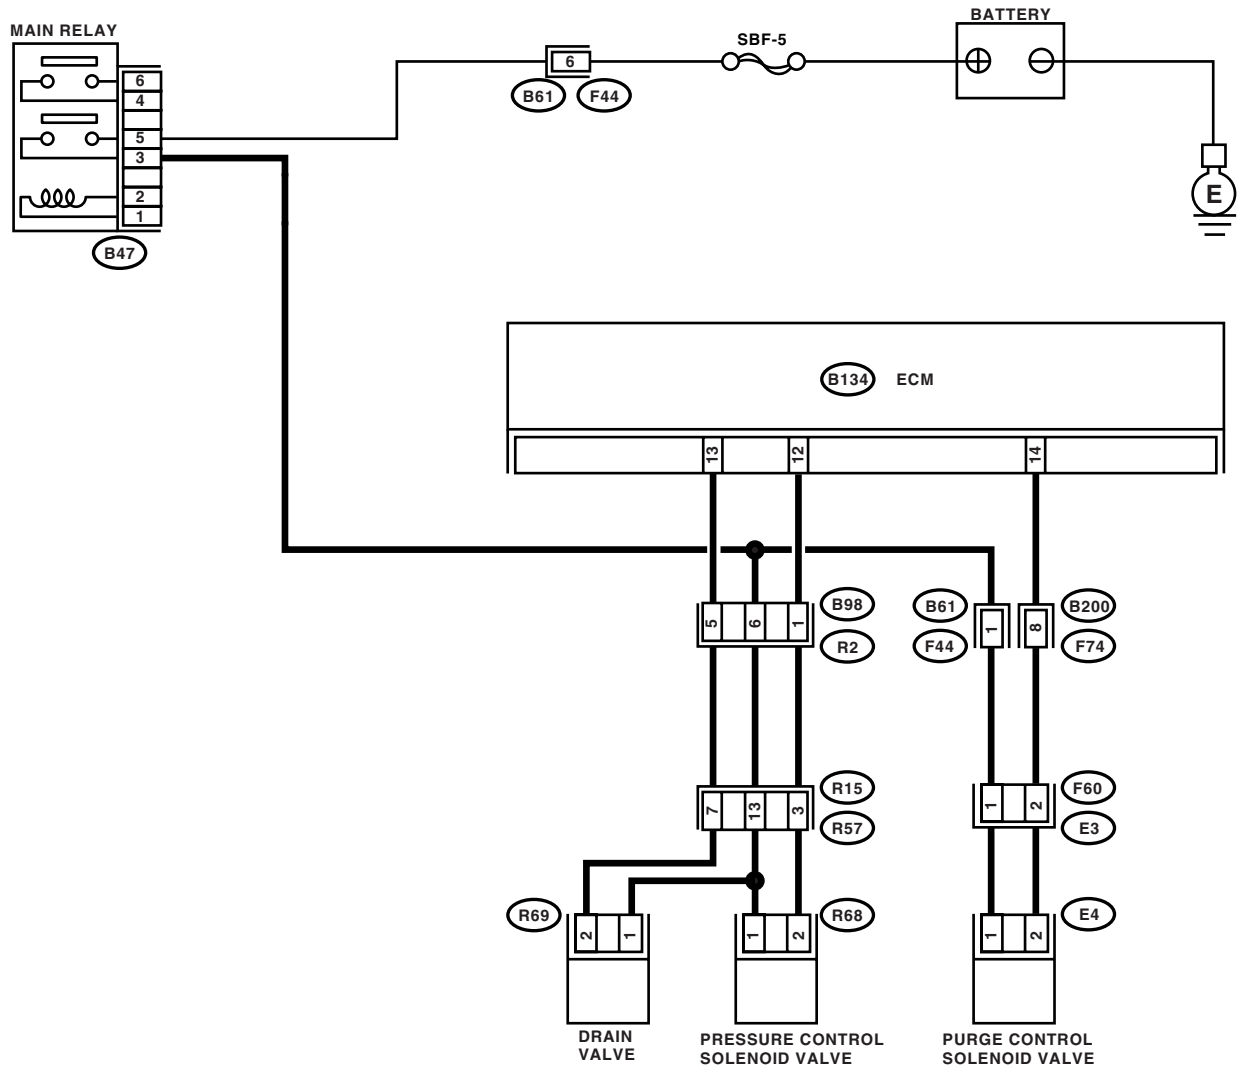 MAIN RELAY
BATTERY
SBF-5
6
B61 F44
6
4
5
3
2
1
B47
E
B134 ECM
13 12 14
5 6 1
B98
R2
B61
F44
1 8
B200
F74
7 13 3
R15
R57
1 2
F60
E3
R69
2 1
1 2
R68
1 2
E4
DRAIN
VALVE
PRESSURE CONTROL
SOLENOID VALVE
PURGE CONTROL
SOLENOID VALVE